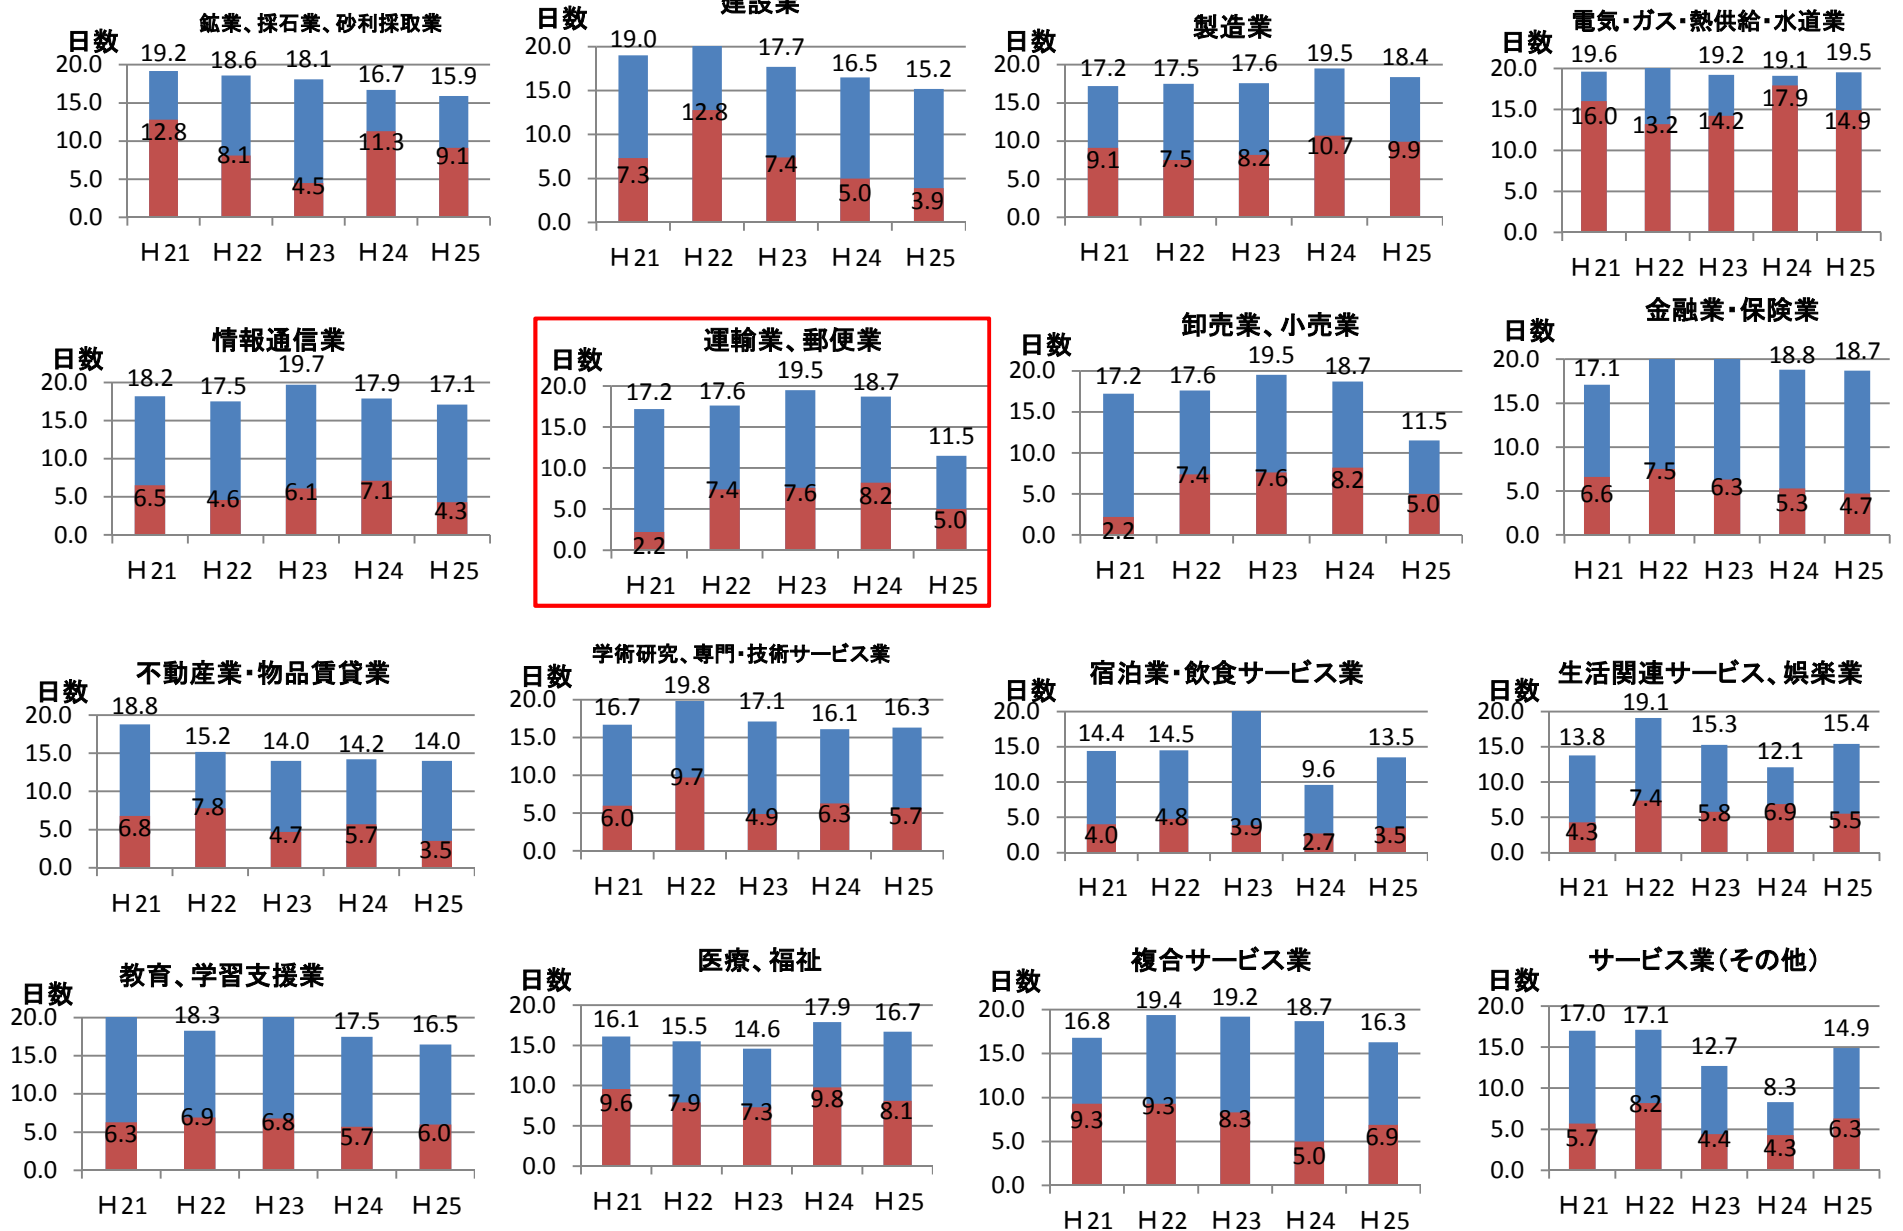 鉱業、採石業、砂利採取業
日数
19.2 18.6 18.1 16.7 15.9
20.0
15.0
10.0
5.0
0.0
12.8 8.1 4.5 11.3 9.1
H21 H22 H23 H24 H25
建設業
日数
19.0 17.7 16.5 15.2
20.0
15.0
10.0
5.0
0.0
7.3 12.8 7.4 5.0 3.9
H21 H22 H23 H24 H25
製造業
日数
17.2 17.5 17.6 19.5 18.4
20.0
15.0
10.0
5.0
0.0
9.1 7.5 8.2 10.7 9.9
H21 H22 H23 H24 H25
電気・ガス・熱供給・水道業
日数
19.6 19.2 19.1 19.5
20.0
15.0
10.0
5.0
0.0
16.0 13.2 14.2 17.9 14.9
H21 H22 H23 H24 H25
情報通信業
日数
18.2 17.5 19.7 17.9 17.1
20.0
15.0
10.0
5.0
0.0
6.5 4.6 6.1 7.1 4.3
H21 H22 H23 H24 H25
運輸業、郵便業
日数
17.2 17.6 19.5 18.7 11.5
20.0
15.0
10.0
5.0
0.0
2.2 7.4 7.6 8.2 5.0
H21 H22 H23 H24 H25
卸売業、小売業
日数
17.2 17.6 19.5 18.7 11.5
20.0
15.0
10.0
5.0
0.0
2.2 7.4 7.6 8.2 5.0
H21 H22 H23 H24 H25
金融業・保険業
日数
17.1 18.8 18.7
20.0
15.0
10.0
5.0
0.0
6.6 7.5 6.3 5.3 4.7
H21 H22 H23 H24 H25
不動産業・物品賃貸業
日数
18.8 15.2 14.0 14.2 14.0
20.0
15.0
10.0
5.0
0.0
6.8 7.8 4.7 5.7 3.5
H21 H22 H23 H24 H25
学術研究、専門・技術サービス業
日数
16.7 19.8 17.1 16.1 16.3
20.0
15.0
10.0
5.0
0.0
6.0 9.7 4.9 6.3 5.7
H21 H22 H23 H24 H25
宿泊業・飲食サービス業
日数
14.4 14.5 9.6 13.5
20.0
15.0
10.0
5.0
0.0
4.0 4.8 3.9 2.7 3.5
H21 H22 H23 H24 H25
生活関連サービス、娯楽業
日数
13.8 19.1 15.3 12.1 15.4
20.0
15.0
10.0
5.0
0.0
4.3 7.4 5.8 6.9 5.5
H21 H22 H23 H24 H25
教育、学習支援業
日数
18.3 17.5 16.5
20.0
15.0
10.0
5.0
0.0
6.3 6.9 6.8 5.7 6.0
H21 H22 H23 H24 H25
医療、福祉
日数
16.1 15.5 14.6 17.9 16.7
20.0
15.0
10.0
5.0
0.0
9.6 7.9 7.3 9.8 8.1
H21 H22 H23 H24 H25
複合サービス業
日数
16.8 19.4 19.2 18.7 16.3
20.0
15.0
10.0
5.0
0.0
9.3 9.3 8.3 5.0 6.9
H21 H22 H23 H24 H25
サービス業(その他)
日数
17.0 17.1 12.7 8.3 14.9
20.0
15.0
10.0
5.0
0.0
5.7 8.2 4.4 4.3 6.3
H21 H22 H23 H24 H25